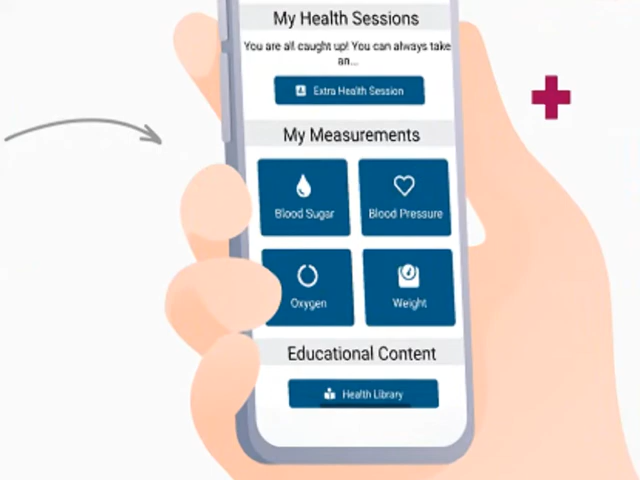 My Health Sessions
You are all caught up! You can always take
an...
Extra Health Session
My Measurements
Blood Sugar
Blood Pressure
Oxygen
Weight
Educational Content
Health Library